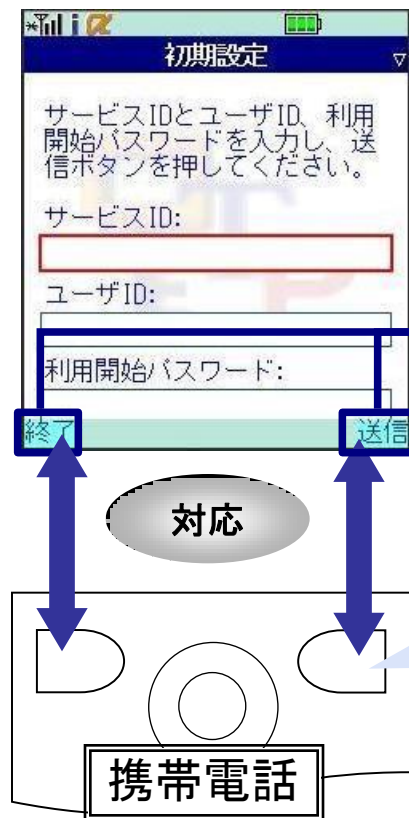 初期設定
サービスIDとユーザID、利用
開始パスワードを入力し、送
信ボタンを押してください。
サービスID:
ユーザID:
利用開始パスワード:
終了
送信
対応
携帯電話